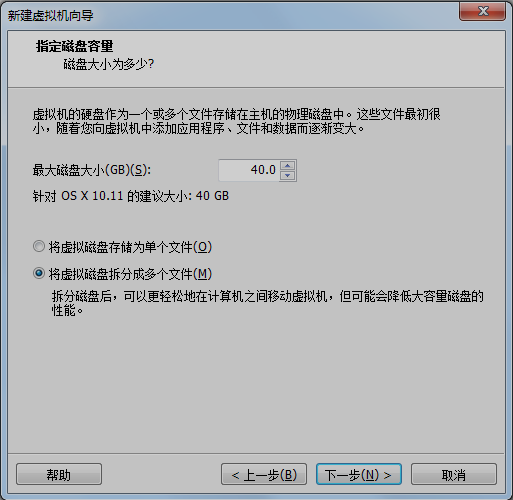 新建虚拟机向导
指定磁盘容量
磁盘大小为多少?
虚拟机的硬盘作为一个或多个文件存储在主机的物理磁盘中。这些文件最初很
小，随着您向虚拟机中添加应用程序、文件和数据而逐渐变大。
最大磁盘大小(GB)(S): 40.0
针对 OS X 10.11 的建议大小: 40 GB
将虚拟磁盘存储为单个文件(O)
将虚拟磁盘拆分成多个文件(M)
拆分磁盘后，可以更轻松地在计算机之间移动虚拟机，但可能会降低大容量磁盘的
性能。
帮助 < 上一步(B) 下一步(N) > 取消